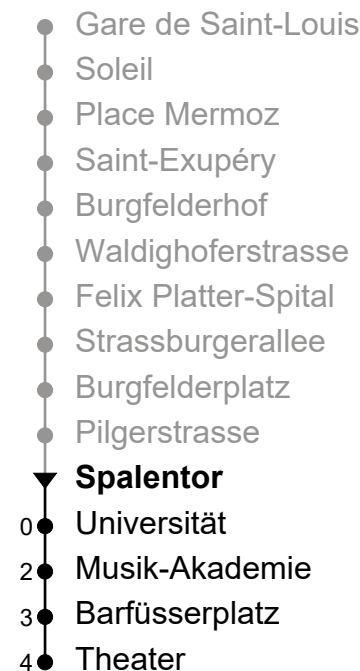 Gare de Saint-Louis
Soleil
Place Mermoz
Saint-Exupéry
Burgfelderhof
Waldighoferstrasse
Felix Platter-Spital
Strassburgerallee
Burgfelderplatz
Pilgerstrasse
Spalentor
0 Universität
2 Musik-Akademie
3 Barfüsserplatz
4 Theater